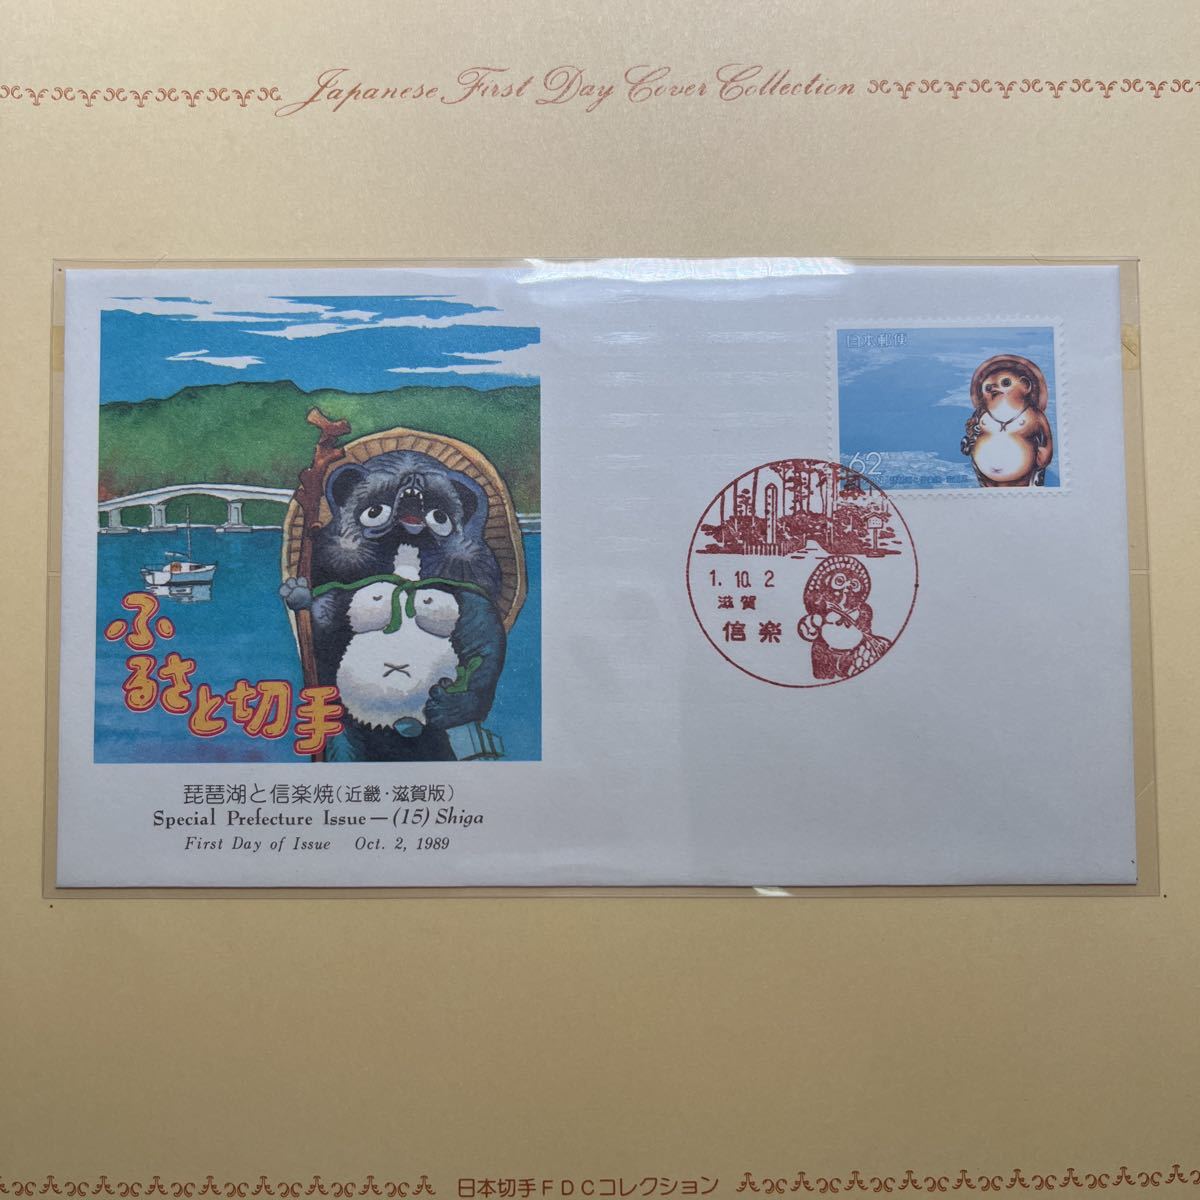 Japanese First Day Cover Collection
日本郵便
62
1.10.2
滋賀
信楽
ふるさと切手
琵琶湖と信楽焼(近畿・滋賀版)
Special Prefecture Issue—(15) Shiga
First Day of Issue Oct. 2, 1989
日本切手FDCコレクション